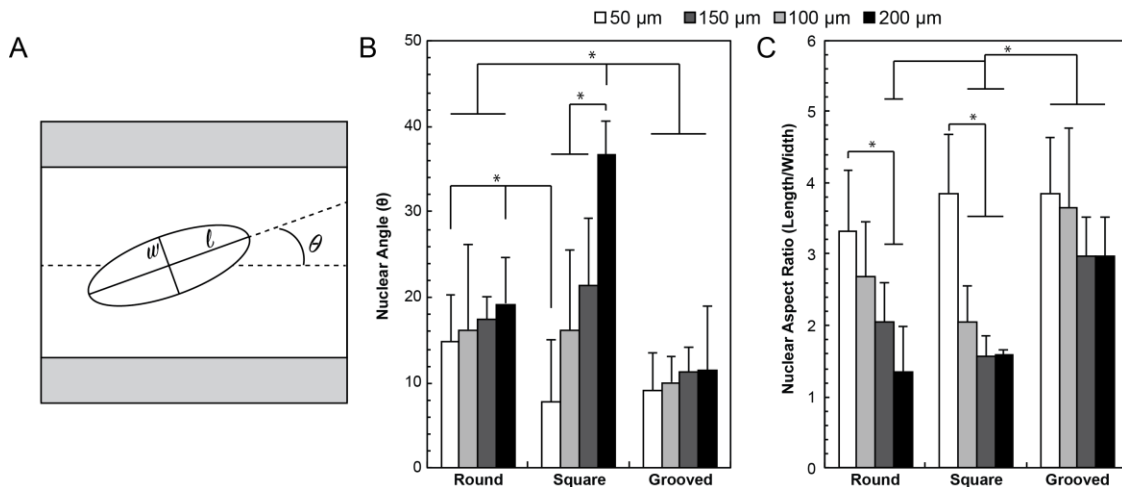 50 µm 150 µm 100 µm 200 µm
A
w
l
θ
B
Nuclear Angle (θ)
50
40
30
20
10
0
*
*
*
Round Square Grooved
C
Nuclear Aspect Ratio (Length/Width)
6
5
4
3
2
1
0
*
*
*
Round Square Grooved